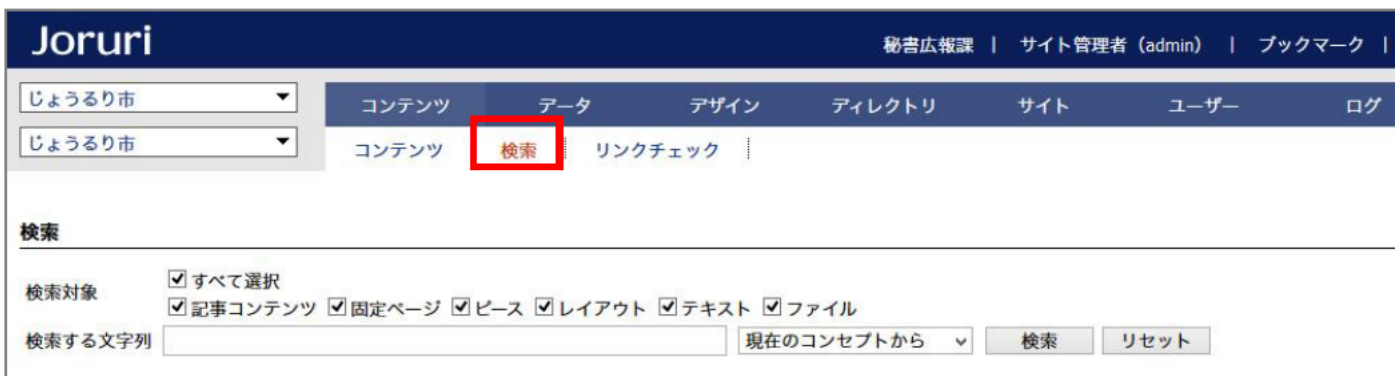 Joruri
秘書広報課 | サイト管理者（admin） | ブックマーク |
じょうるり市
コンテンツ データ デザイン ディレクトリ サイト ユーザー ログ
じょうるり市
コンテンツ 検索 リンクチェック
検索
検索対象
すべて選択
記事コンテンツ 固定ページ ピース レイアウト テキスト ファイル
検索する文字列 現在のコンセプトから 検索 リセット